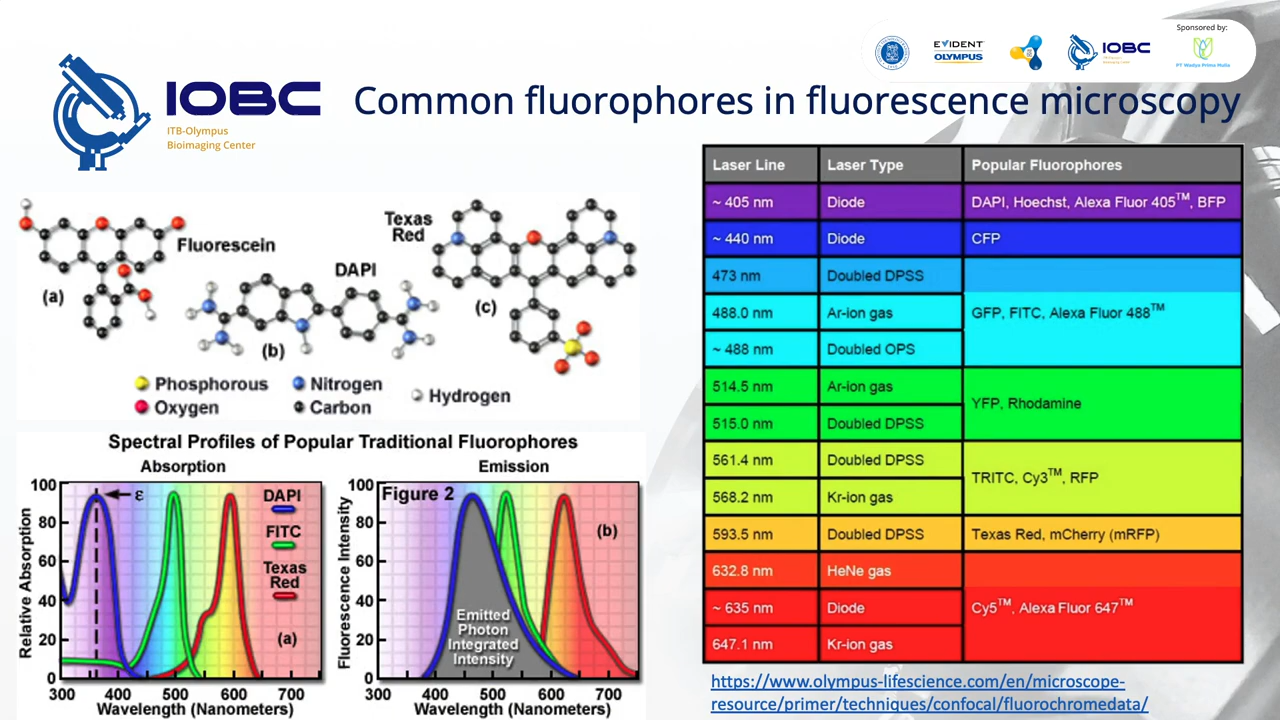 Sponsored by:
EVIDENT
OLYMPUS
IOBC
PT Wadya Prima Mulia
IOBC
ITB-Olympus
Bioimaging Center
Common fluorophores in fluorescence microscopy
Fluorescein
(a)
DAPI
(b)
Texas
Red
(c)
Phosphorous
Nitrogen
Hydrogen
Oxygen
Carbon
Spectral Profiles of Popular Traditional Fluorophores
Absorption
Emission
Relative Absorption
100
80
60
40
20
0
ε
DAPI
FITC
Texas
Red
(a)
300 400 500 600 700
Wavelength (Nanometers)
Fluorescence Intensity
100
80
60
40
20
0
Figure 2
(b)
Emitted
Photon
Integrated
Intensity
300 400 500 600 700
Wavelength (Nanometers)
Laser Line Laser Type Popular Fluorophores
~ 405 nm Diode DAPI, Hoechst, Alexa Fluor 405™, BFP
~ 440 nm Diode CFP
473 nm Doubled DPSS
488.0 nm Ar-ion gas GFP, FITC, Alexa Fluor 488™
~ 488 nm Doubled OPS
514.5 nm Ar-ion gas
YFP, Rhodamine
515.0 nm Doubled DPSS
561.4 nm Doubled DPSS
TRITC, Cy3™, RFP
568.2 nm Kr-ion gas
593.5 nm Doubled DPSS Texas Red, mCherry (mRFP)
632.8 nm HeNe gas
~ 635 nm Diode Cy5™, Alexa Fluor 647™
647.1 nm Kr-ion gas
https://www.olympus-lifescience.com/en/microscope-
resource/primer/techniques/confocal/fluorochromedata/